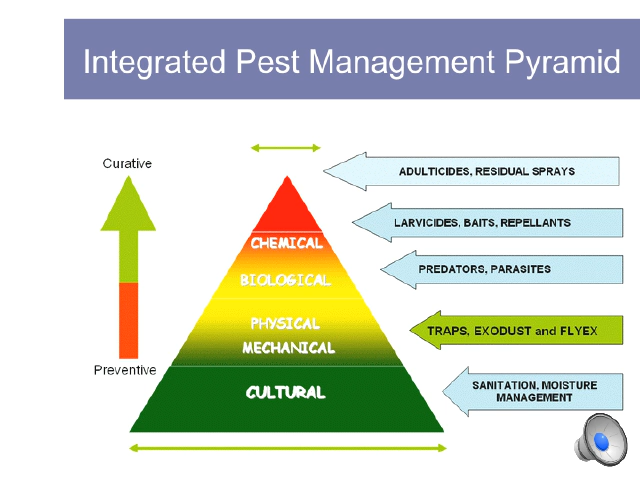 Integrated Pest Management Pyramid
Curative
ADULTICIDES, RESIDUAL SPRAYS
LARVICIDES, BAITS, REPELLANTS
CHEMICAL
PREDATORS, PARASITES
BIOLOGICAL
PHYSICAL
TRAPS, EXODUST and FLYEX
MECHANICAL
Preventive
CULTURAL
SANITATION, MOISTURE
MANAGEMENT